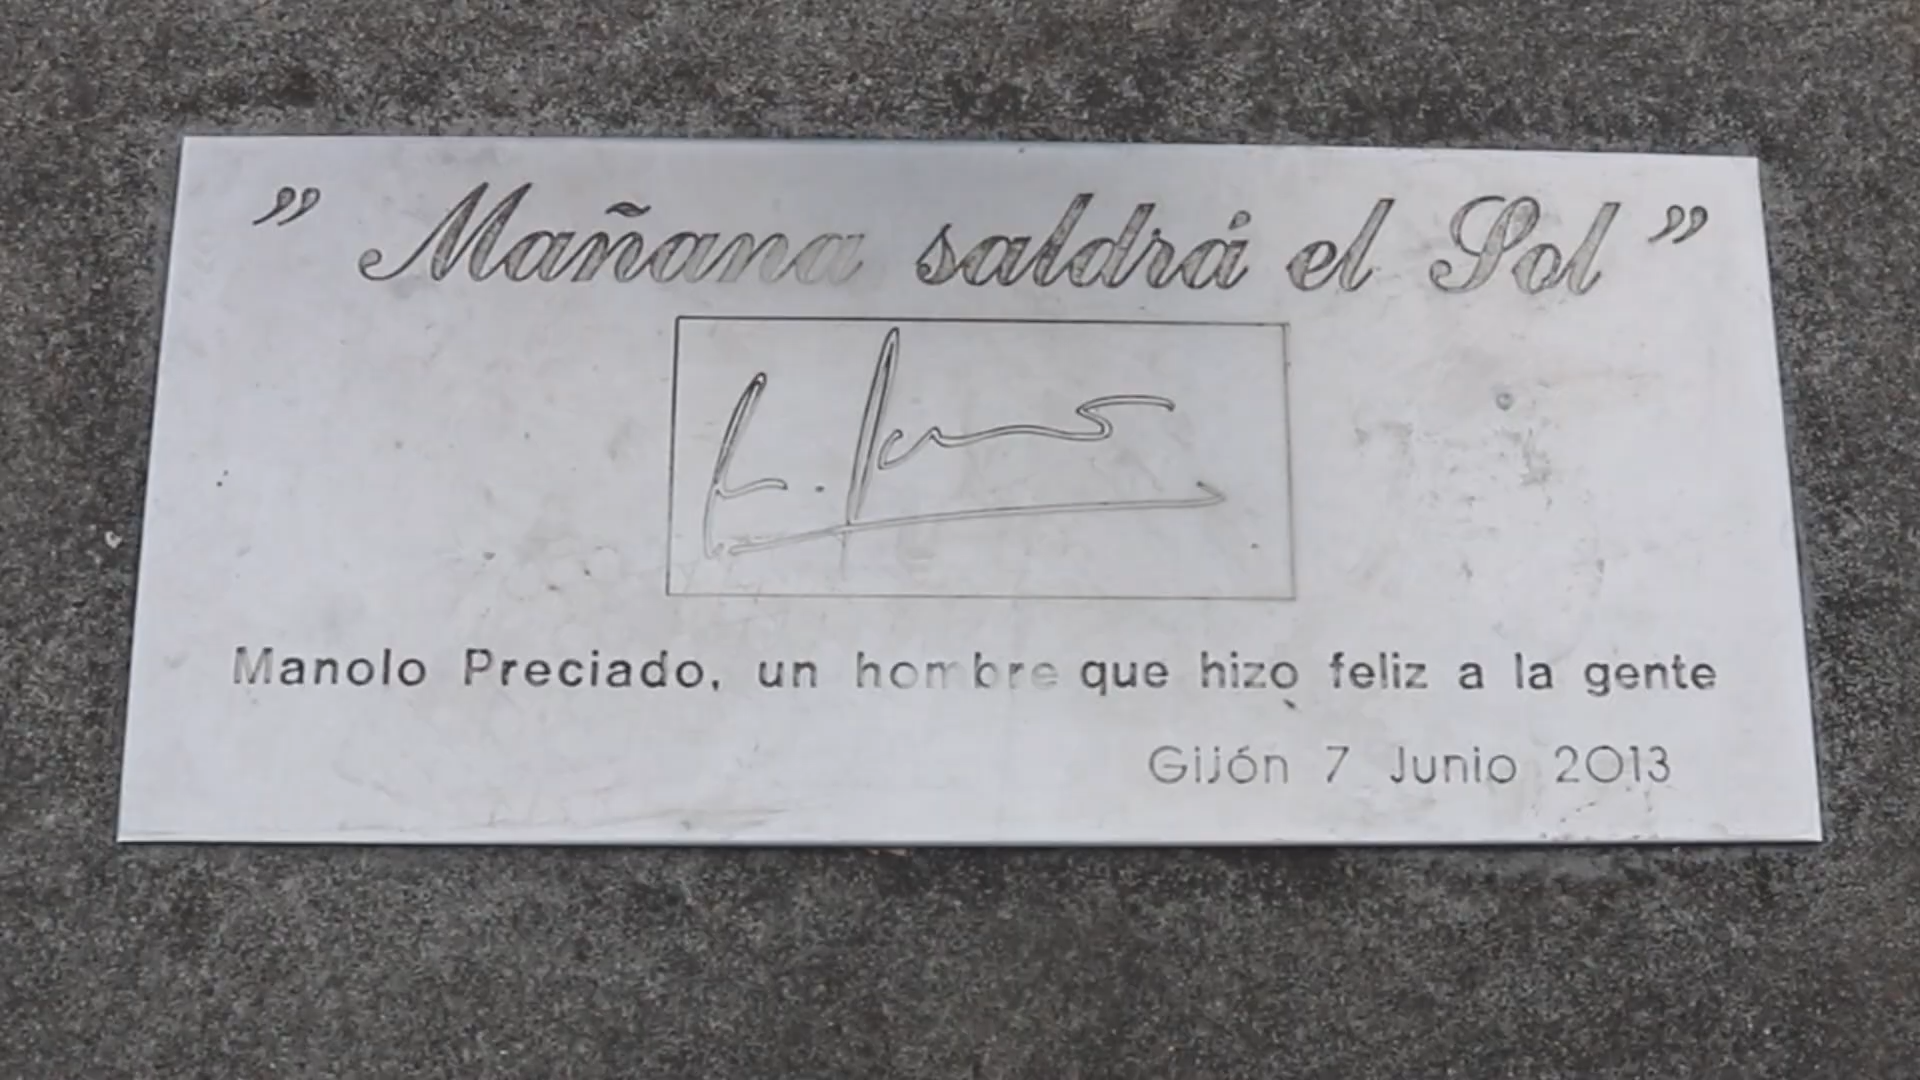 ” Mañana saldrá el Sol ”
Manolo Preciado, un hombre que hizo feliz a la gente
Gijón 7 Junio 2013